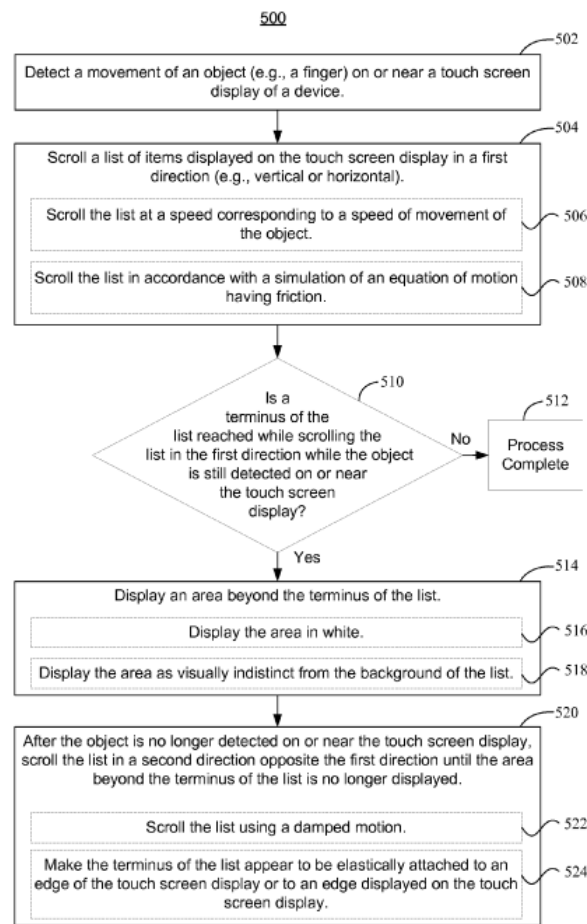 500
502
Detect a movement of an object (e.g., a finger) on or near a touch screen
display of a device.
504
Scroll a list of items displayed on the touch screen display in a first
direction (e.g., vertical or horizontal).
Scroll the list at a speed corresponding to a speed of movement of
the object.
506
Scroll the list in accordance with a simulation of an equation of motion
having friction.
508
510
Is a
terminus of the
list reached while scrolling the
list in the first direction while the object
is still detected on or near
the touch screen
display?
No
512
Process
Complete
Yes
514
Display an area beyond the terminus of the list.
Display the area in white.
516
Display the area as visually indistinct from the background of the list.
518
520
After the object is no longer detected on or near the touch screen display,
scroll the list in a second direction opposite the first direction until the area
beyond the terminus of the list is no longer displayed.
Scroll the list using a damped motion.
522
Make the terminus of the list appear to be elastically attached to an
edge of the touch screen display or to an edge displayed on the touch
screen display.
524